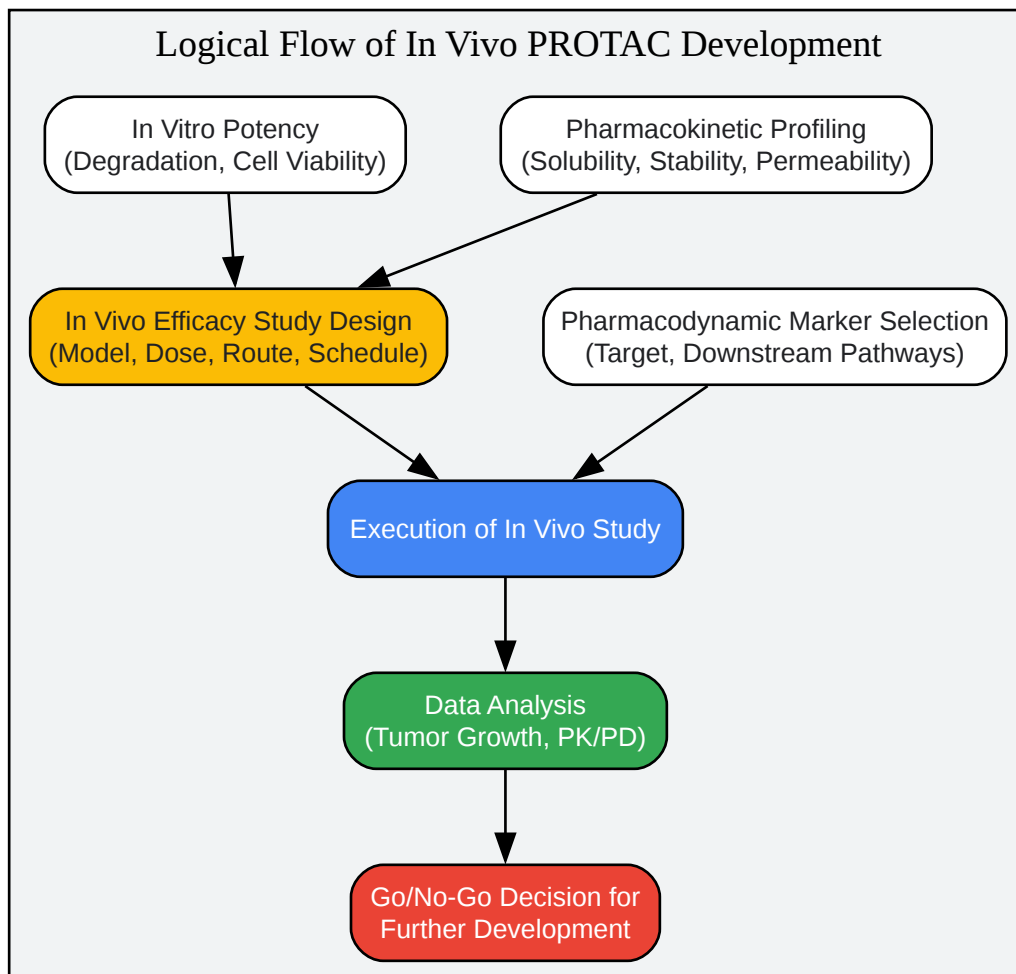 Logical Flow of In Vivo PROTAC Development
In Vitro Potency
(Degradation, Cell Viability)
Pharmacokinetic Profiling
(Solubility, Stability, Permeability)
In Vivo Efficacy Study Design
(Model, Dose, Route, Schedule)
Pharmacodynamic Marker Selection
(Target, Downstream Pathways)
Execution of In Vivo Study
Data Analysis
(Tumor Growth, PK/PD)
Go/No-Go Decision for
Further Development